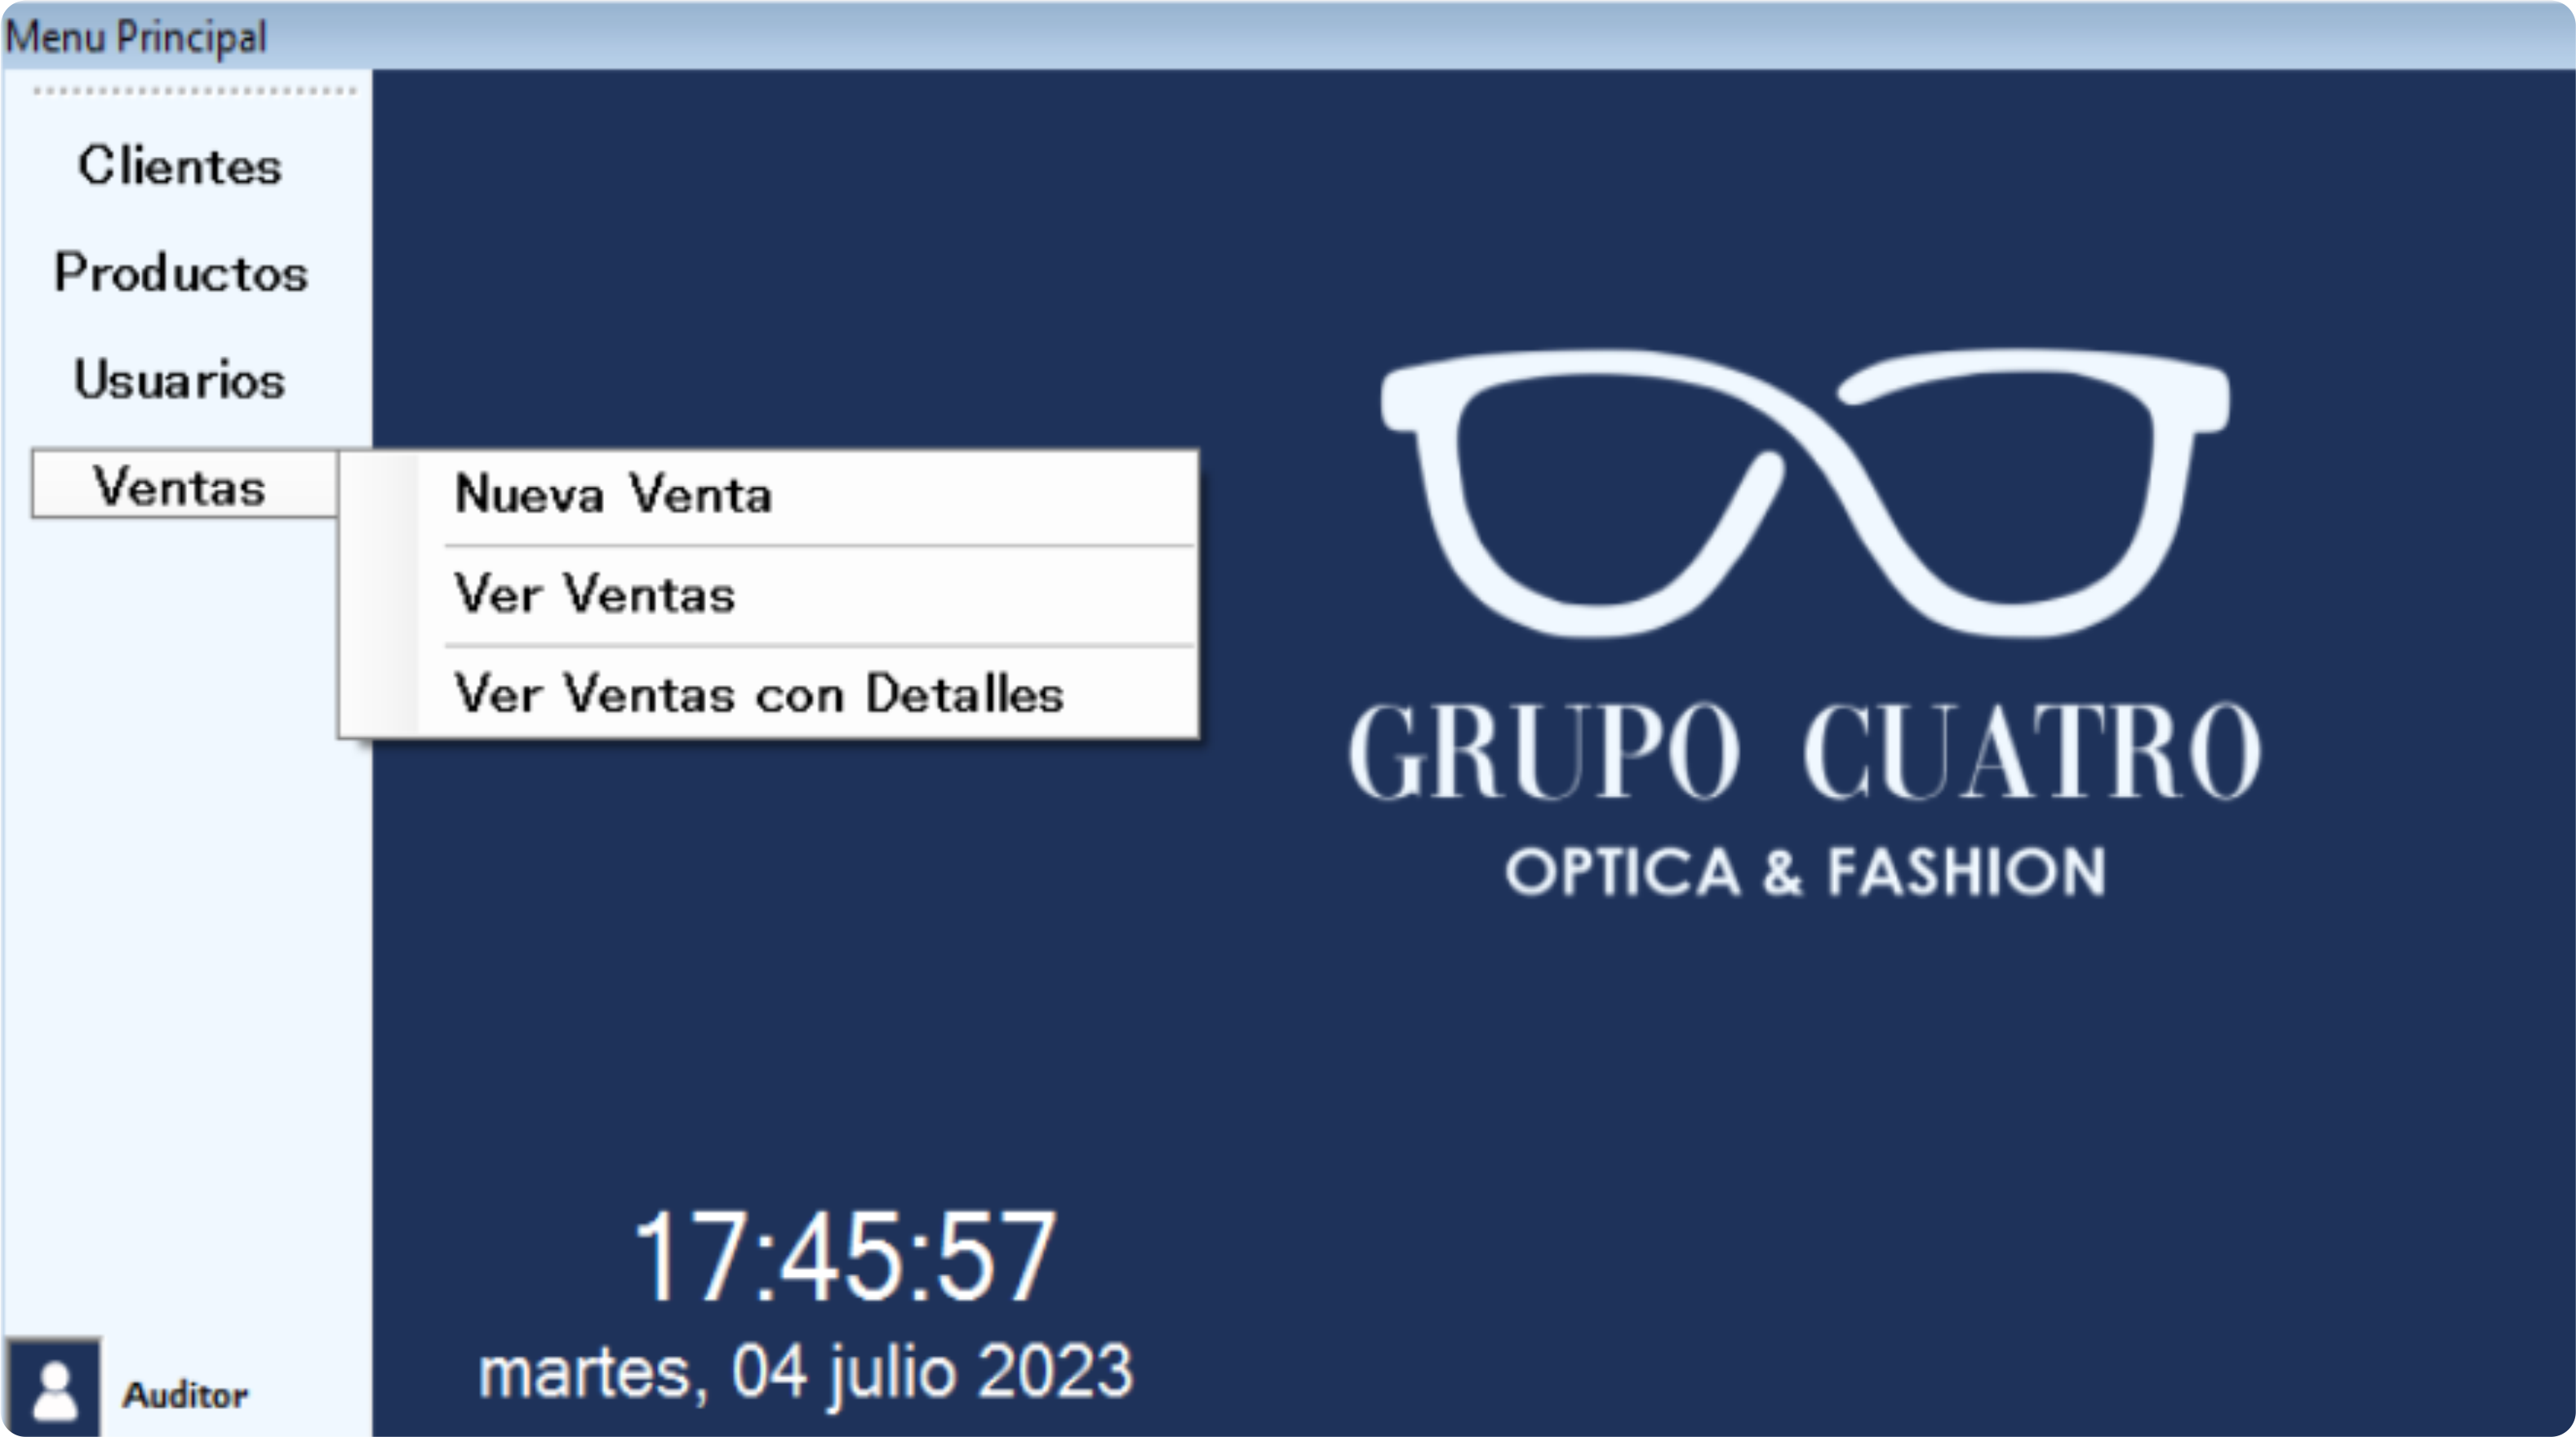 Menu Principal
Clientes
Productos
Usuarios
Ventas
Nueva Venta
Ver Ventas
Ver Ventas con Detalles
GRUPO CUATRO
OPTICA & FASHION
17:45:57
martes, 04 julio 2023
Auditor